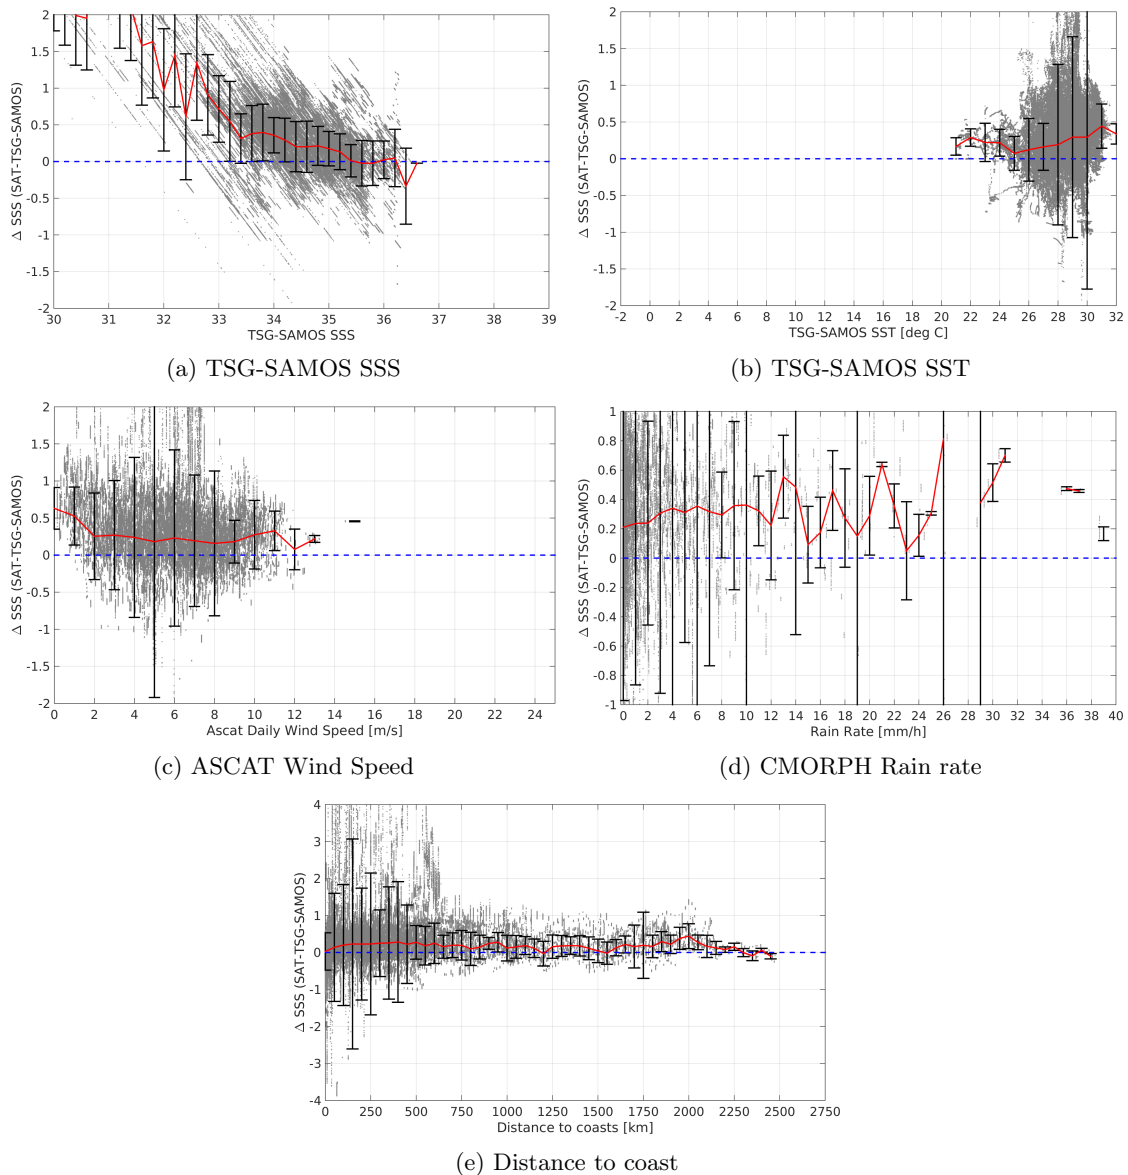 2
1.5
1
0.5
0
-0.5
-1
-1.5
-2
Δ SSS (SAT-TSG-SAMOS)
30 31 32 33 34 35 36 37 38 39
TSG-SAMOS SSS
(a) TSG-SAMOS SSS
2
1.5
1
0.5
0
-0.5
-1
-1.5
-2
Δ SSS (SAT-TSG-SAMOS)
-2 0 2 4 6 8 10 12 14 16 18 20 22 24 26 28 30 32
TSG-SAMOS SST [deg C]
(b) TSG-SAMOS SST
2
1.5
1
0.5
0
-0.5
-1
-1.5
-2
Δ SSS (SAT-TSG-SAMOS)
0 2 4 6 8 10 12 14 16 18 20 22 24
Ascat Daily Wind Speed [m/s]
(c) ASCAT Wind Speed
1
0.8
0.6
0.4
0.2
0
-0.2
-0.4
-0.6
-0.8
-1
Δ SSS (SAT-TSG-SAMOS)
0 2 4 6 8 10 12 14 16 18 20 22 24 26 28 30 32 34 36 38 40
Rain Rate [mm/h]
(d) CMORPH Rain rate
4
3
2
1
0
-1
-2
-3
-4
Δ SSS (SAT-TSG-SAMOS)
0 250 500 750 1000 1250 1500 1750 2000 2250 2500 2750
Distance to coasts [km]
(e) Distance to coast